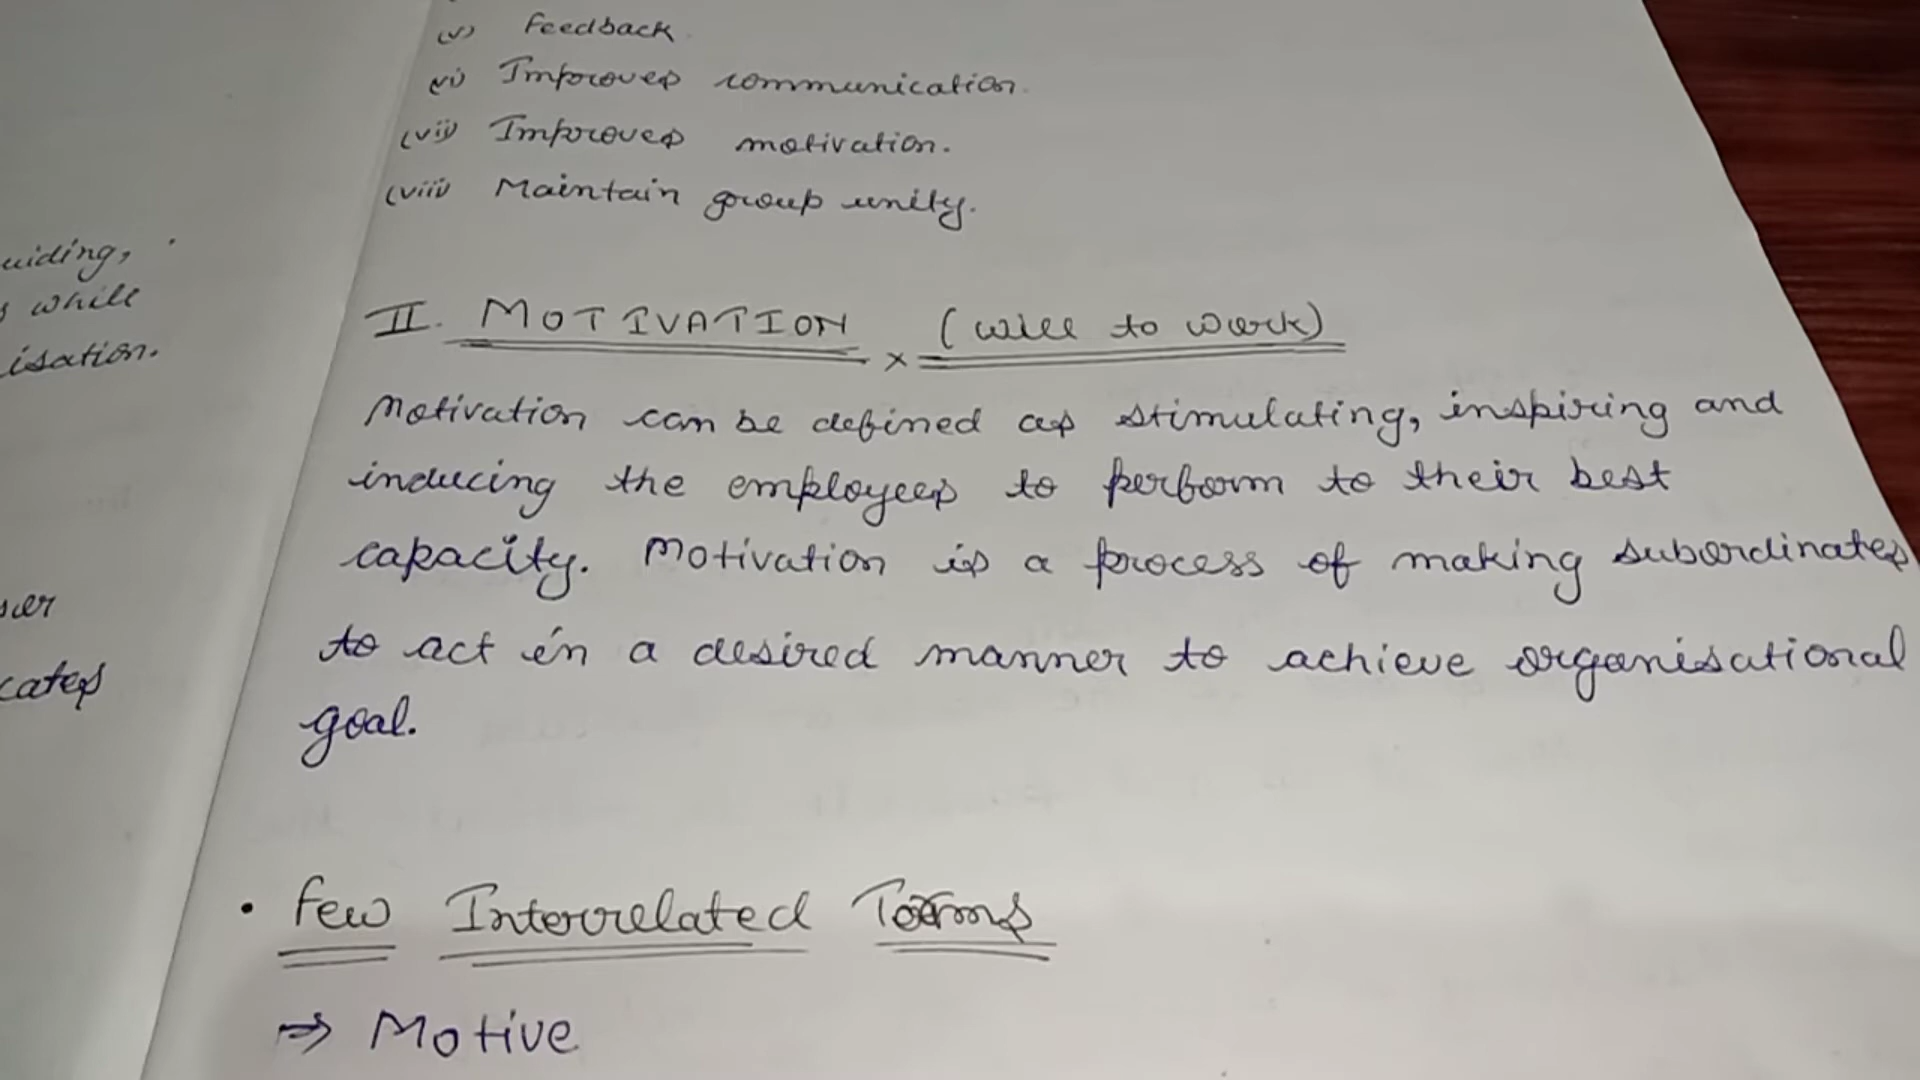 (v) Feedback
(vi) Improves communication.
(vii) Improves motivation.
(viii) Maintain group unity.
uiding,
while
isation.
II. MOTIVATION (will to work)
×
Motivation can be defined as stimulating, inspiring and
inducing the employees to perform to their best
capacity. Motivation is a process of making subordinates
to act in a desired manner to achieve organisational
goal.
cates
• Few Interrelated Terms
⇒ Motive